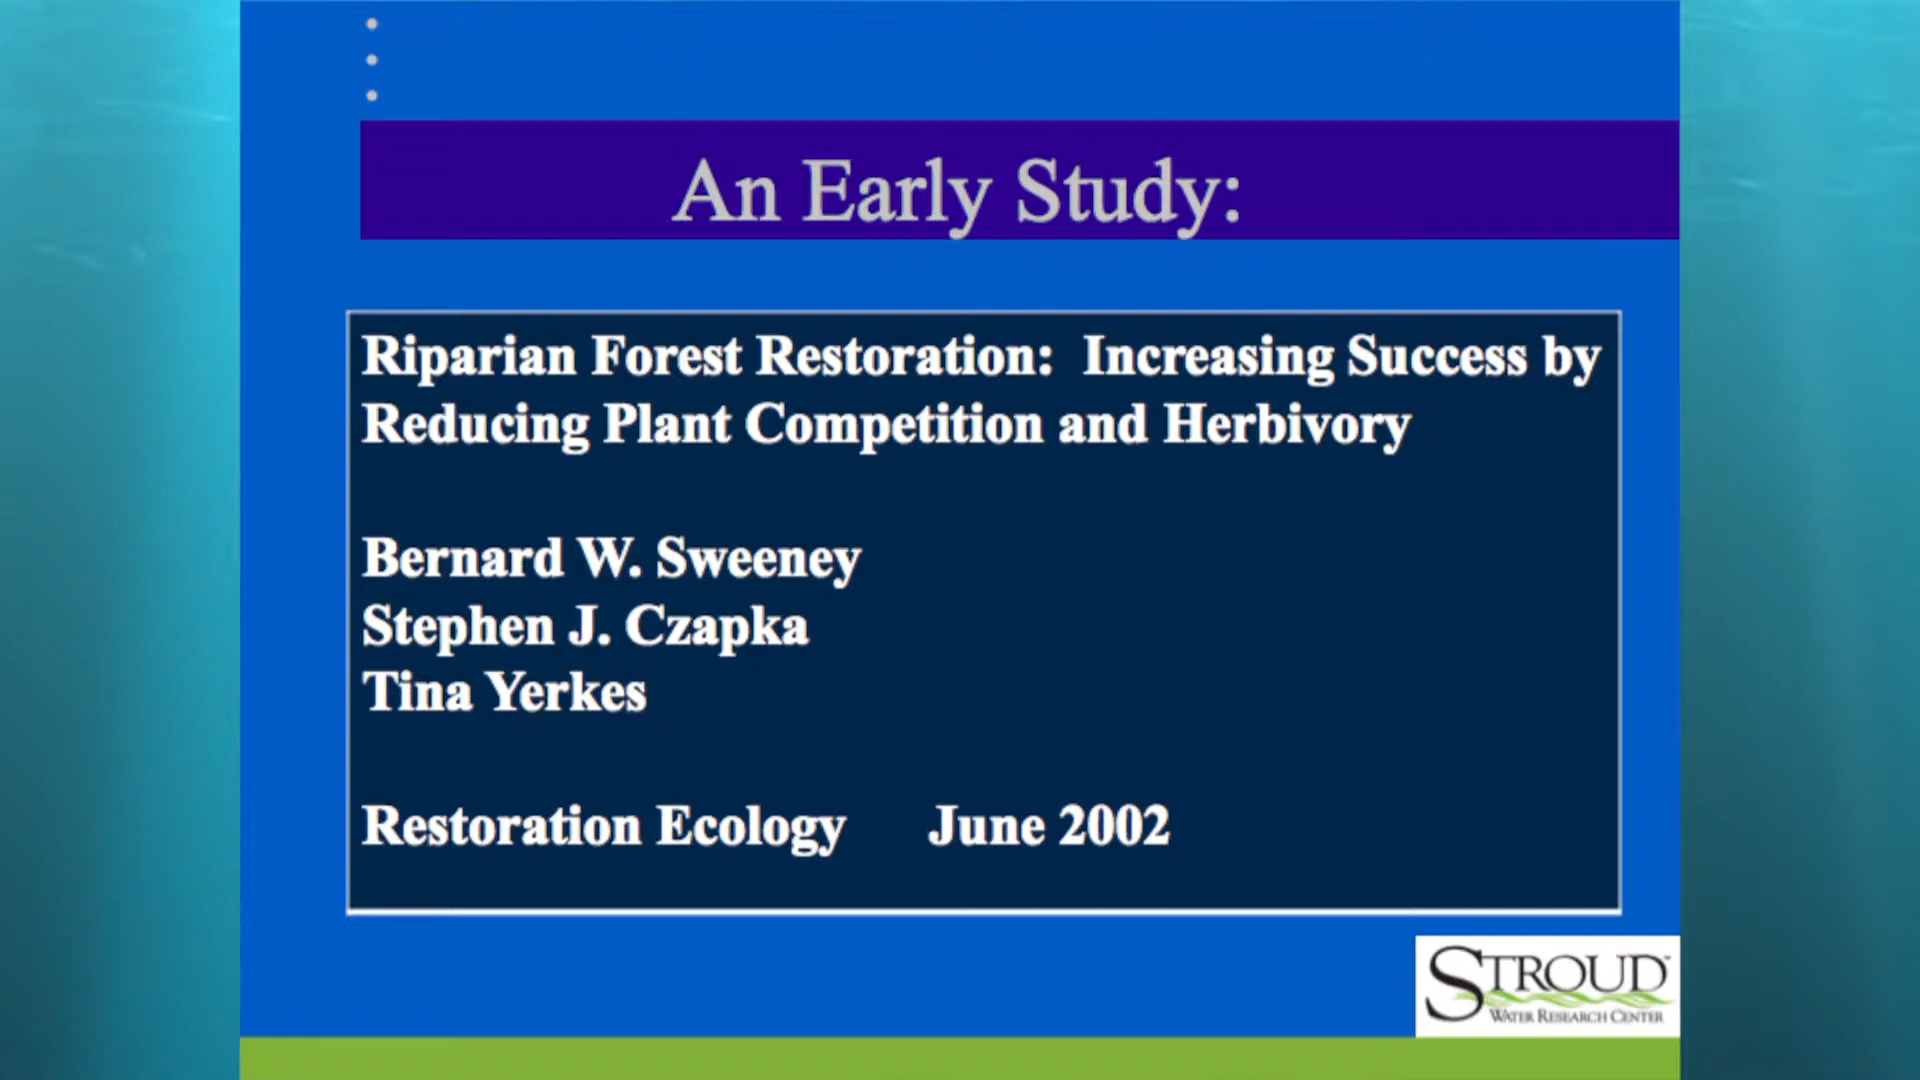 An Early Study:
Riparian Forest Restoration: Increasing Success by
Reducing Plant Competition and Herbivory
Bernard W. Sweeney
Stephen J. Czapka
Tina Yerkes
Restoration Ecology June 2002
STROUD™
WATER RESEARCH CENTER